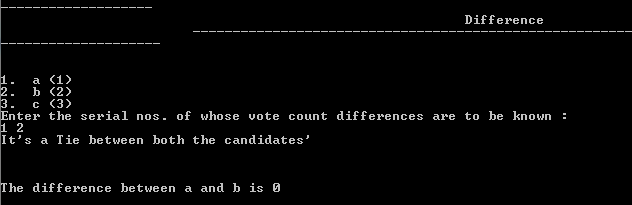 Difference
1. a (1)
2. b (2)
3. c (3)
Enter the serial nos. of whose vote count differences are to be known :
1 2
It's a Tie between both the candidates'
The difference between a and b is 0